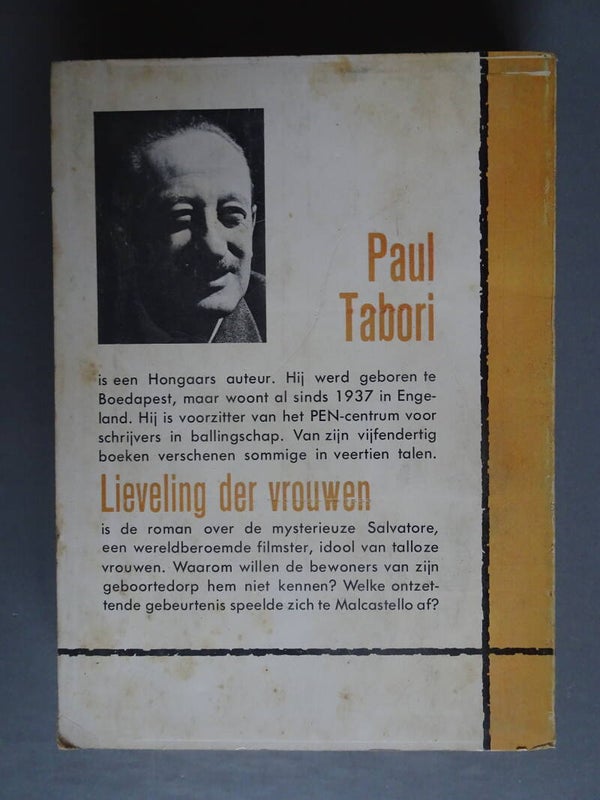 Paul
Tabori
is een Hongaars auteur. Hij werd geboren te
Boedapest, maar woont al sinds 1937 in Enge-
land. Hij is voorzitter van het PEN-centrum voor
schrijvers in ballingschap. Van zijn vijfendertig
boeken verschenen sommige in veertien talen.
Lieveling der vrouwen
is de roman over de mysterieuze Salvatore,
een wereldberoemde filmster, idool van talloze
vrouwen. Waarom willen de bewoners van zijn
geboortedorp hem niet kennen? Welke ontzet-
tende gebeurtenis speelde zich te Malcastello af?